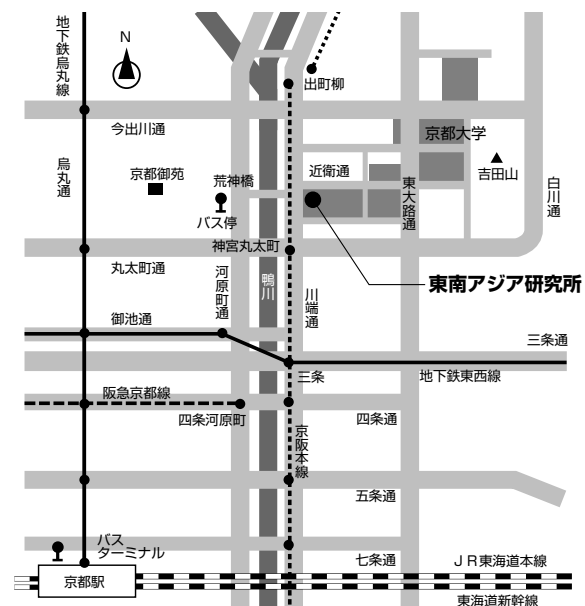 地下鉄烏丸線
N
出町柳
今出川通
京都大学
烏丸通
京都御苑
荒神橋
近衛通
吉田山
東大路通
白川通
バス停
神宮丸太町
丸太町通
河原町通
鴨川
川端通
東南アジア研究所
御池通
三条通
三条
地下鉄東西線
阪急京都線
四条河原町
四条通
京阪本線
五条通
バス
ターミナル
七条通
JR東海道本線
京都駅
東海道新幹線